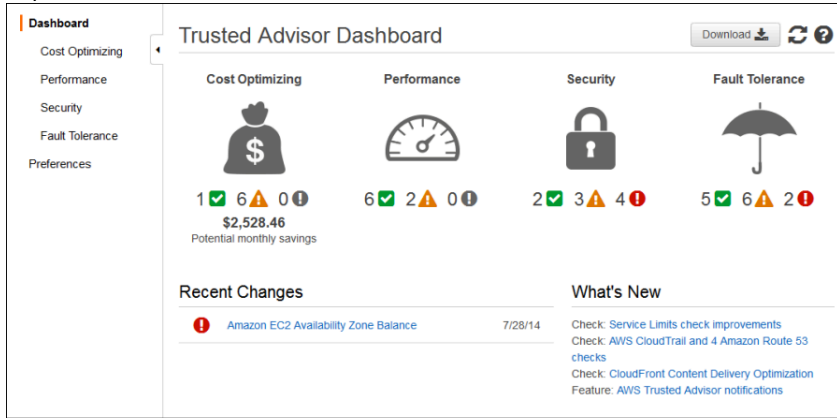 Dashboard
Cost Optimizing
Performance
Security
Fault Tolerance
Preferences
Trusted Advisor Dashboard
Download
Cost Optimizing
Performance
Security
Fault Tolerance
$
1 6 0
6 2 0
2 3 4
5 6 2
$2,528.46
Potential monthly savings
Recent Changes
Amazon EC2 Availability Zone Balance 7/28/14
What's New
Check: Service Limits check improvements
Check: AWS CloudTrail and 4 Amazon Route 53
checks
Check: CloudFront Content Delivery Optimization
Feature: AWS Trusted Advisor notifications